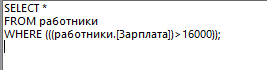 SELECT *
FROM работники
WHERE (((работники.[Зарплата])>16000));